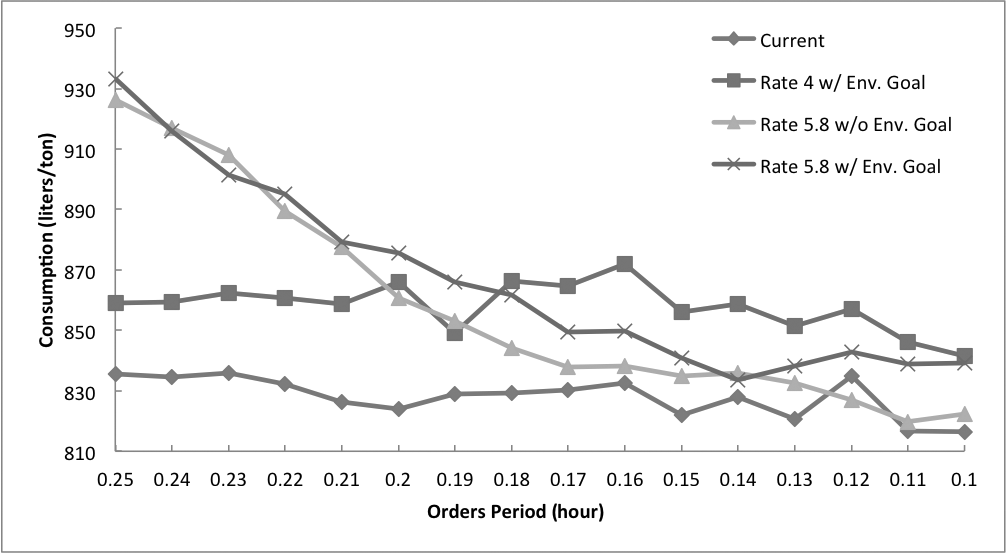 950
930
910
890
870
850
830
810
Consumption (liters/ton)
Current
Rate 4 w/ Env. Goal
Rate 5.8 w/o Env. Goal
Rate 5.8 w/ Env. Goal
0.25 0.24 0.23 0.22 0.21 0.2 0.19 0.18 0.17 0.16 0.15 0.14 0.13 0.12 0.11 0.1
Orders Period (hour)